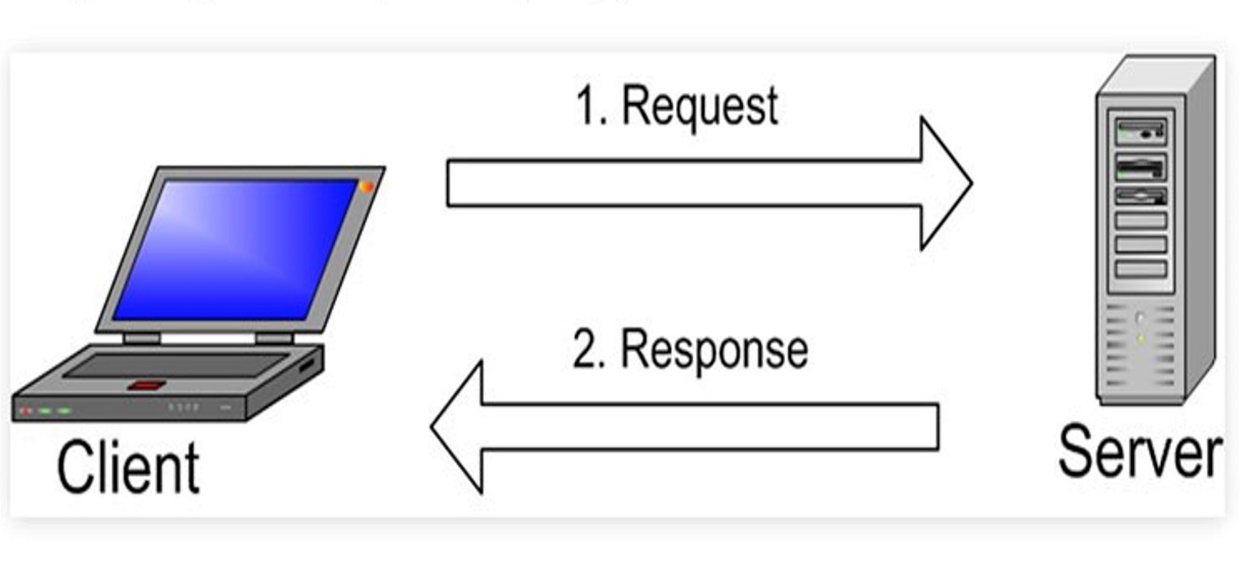 1. Request
2. Response
Client
Server